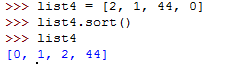 >>> list4 = [2, 1, 44, 0]
>>> list4.sort()
>>> list4
[0, 1, 2, 44]